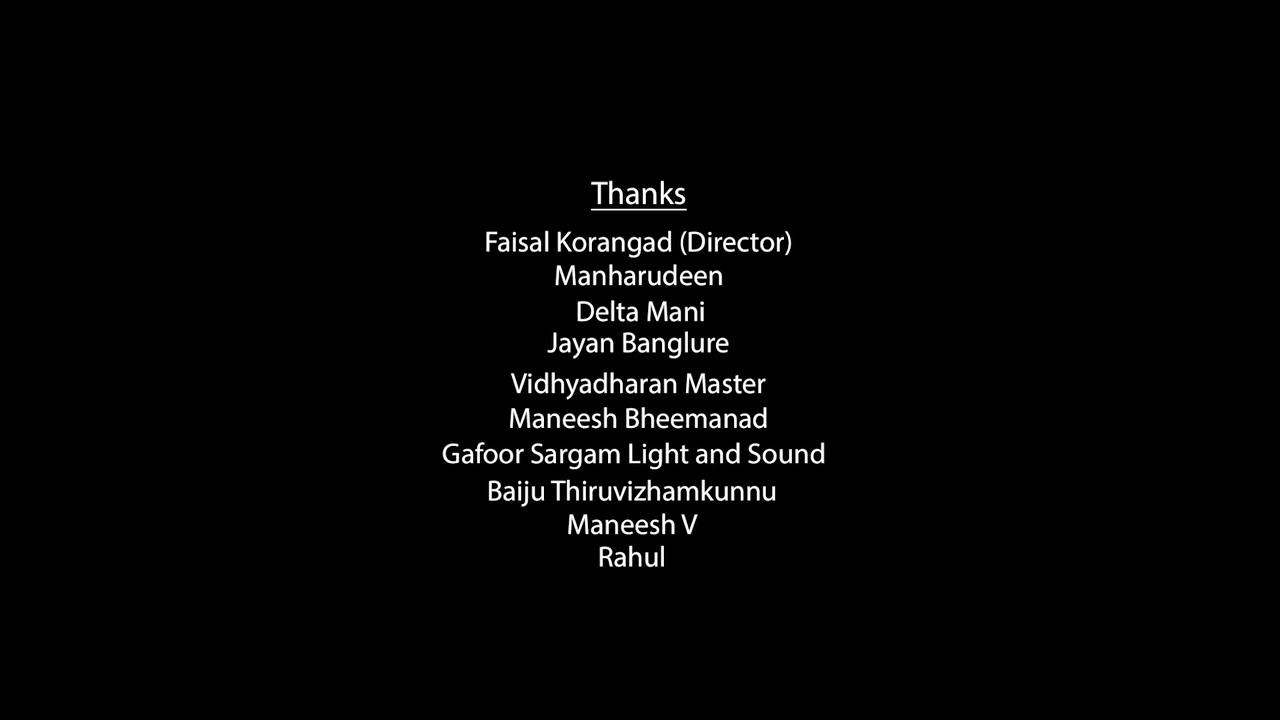 Thanks
Faisal Korangad (Director)
Manharudeen
Delta Mani
Jayan Banglure
Vidhyadharan Master
Maneesh Bheemanad
Gafoor Sargam Light and Sound
Baiju Thiruvizhamkunnu
Maneesh V
Rahul